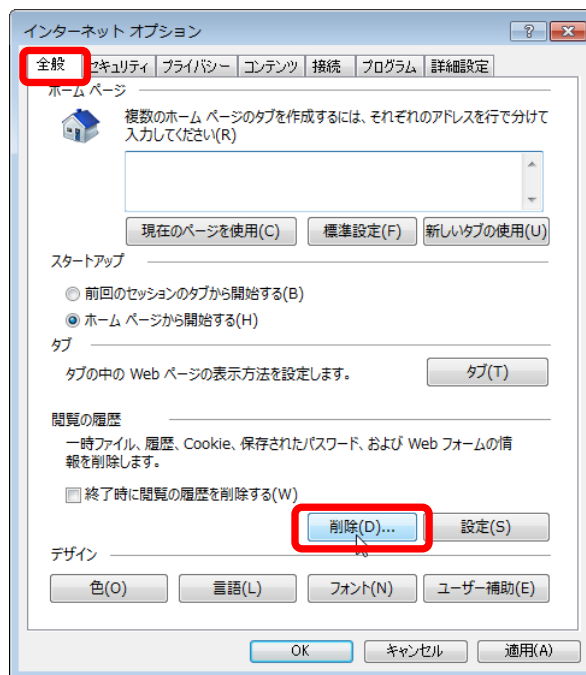 インターネット オプション
全般 セキュリティ プライバシー コンテンツ 接続 プログラム 詳細設定
ホーム ページ
複数のホーム ページのタブを作成するには、それぞれのアドレスを行で分けて
入力してください(R)
現在のページを使用(C) 標準設定(F) 新しいタブの使用(U)
スタートアップ
前回のセッションのタブから開始する(B)
ホーム ページから開始する(H)
タブ
タブの中の Web ページの表示方法を設定します。 タブ(T)
閲覧の履歴
一時ファイル、履歴、Cookie、保存されたパスワード、および Web フォームの情
報を削除します。
終了時に閲覧の履歴を削除する(W)
削除(D)... 設定(S)
デザイン
色(O) 言語(L) フォント(N) ユーザー補助(E)
OK キャンセル 適用(A)